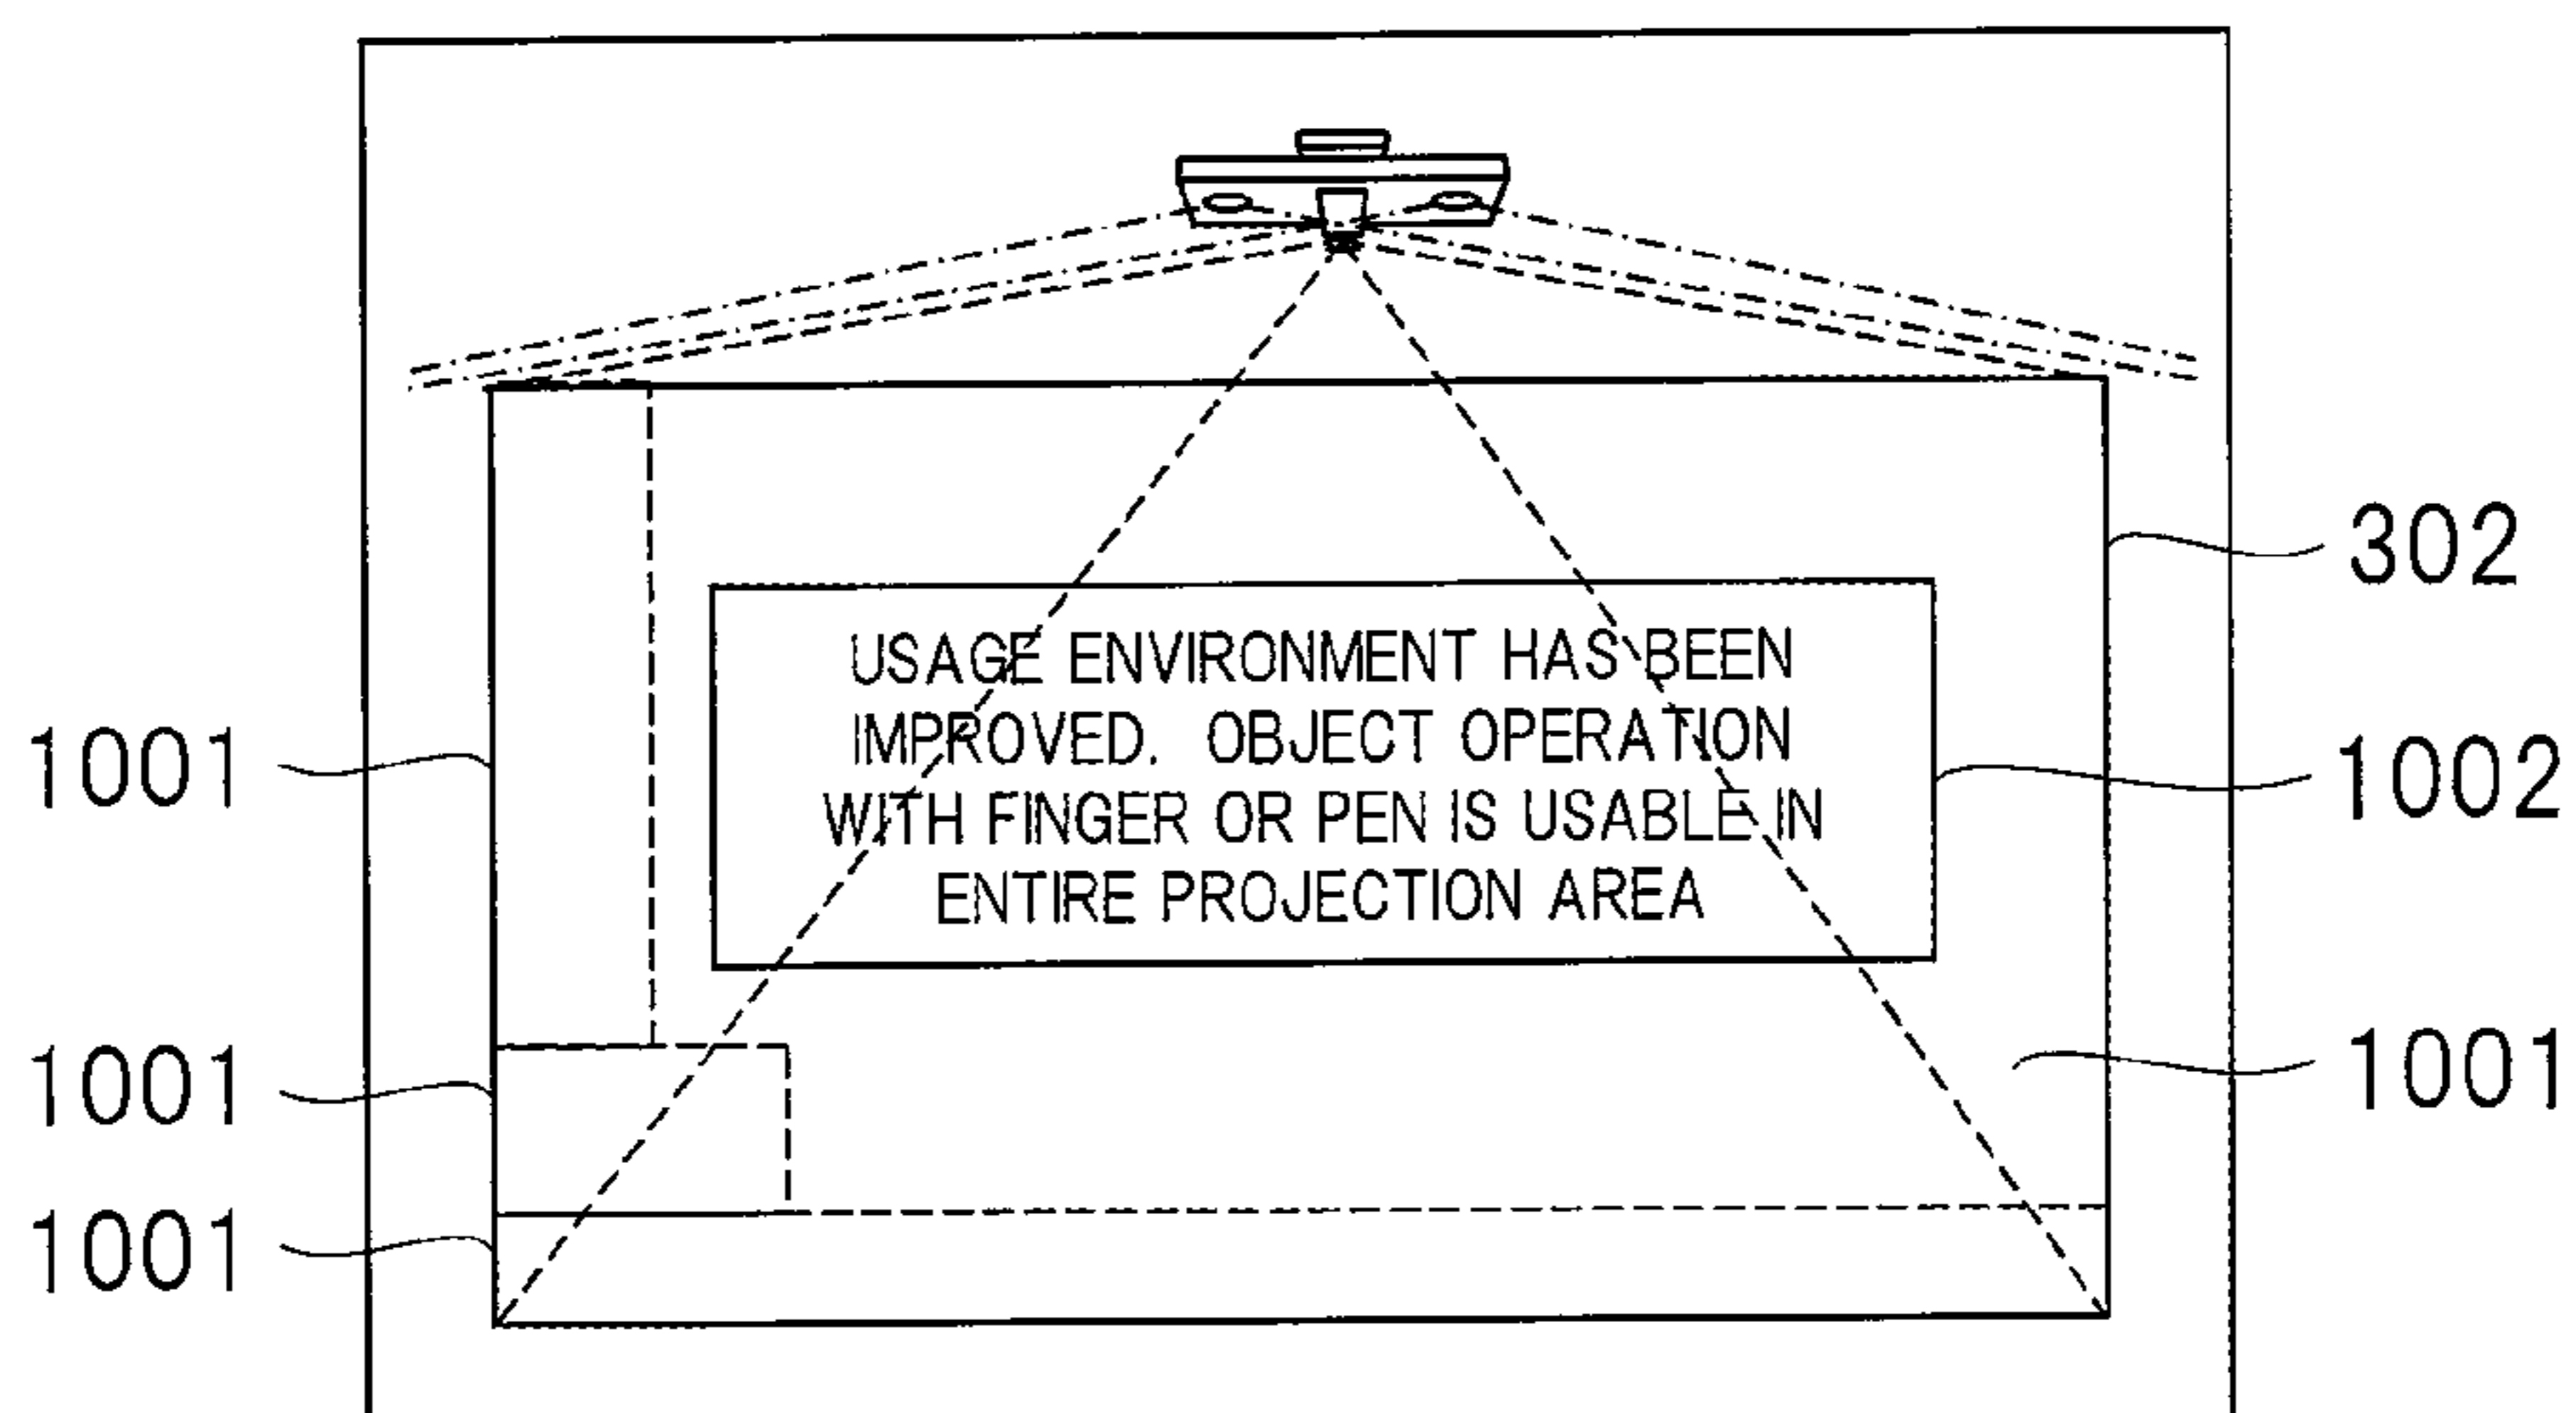 302
USAGE ENVIRONMENT HAS BEEN
IMPROVED. OBJECT OPERATION
WITH FINGER OR PEN IS USABLE IN
ENTIRE PROJECTION AREA
1001
1002
1001
1001
1001